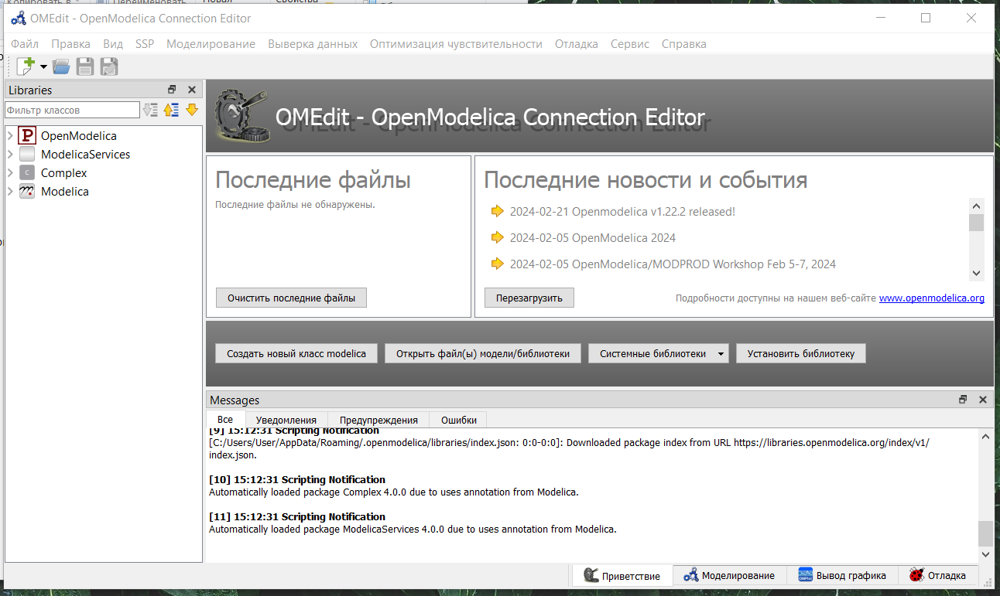 Копировать в
Переименовать
Новая
Свойства
OMEdit - OpenModelica Connection Editor
Файл Правка Вид SSP Моделирование Выверка данных Оптимизация чувствительности Отладка Сервис Справка
Libraries
Фильтр классов
OpenModelica
ModelicaServices
Complex
Modelica
OMEdit - OpenModelica Connection Editor
Последние файлы
Последние файлы не обнаружены.
Очистить последние файлы
Последние новости и события
2024-02-21 Openmodelica v1.22.2 released!
2024-02-05 OpenModelica 2024
2024-02-05 OpenModelica/MODPROD Workshop Feb 5-7, 2024
Перезагрузить
Подробности доступны на нашем веб-сайте www.openmodelica.org
Создать новый класс modelica
Открыть файл(ы) модели/библиотеки
Системные библиотеки
Установить библиотеку
Messages
Все Уведомления Предупреждения Ошибки
[9] 15:12:31 Scripting Notification
[C:/Users/User/AppData/Roaming/.openmodelica/libraries/index.json: 0:0-0:0]: Downloaded package index from URL https://libraries.openmodelica.org/index/v1/
index.json.
[10] 15:12:31 Scripting Notification
Automatically loaded package Complex 4.0.0 due to uses annotation from Modelica.
[11] 15:12:31 Scripting Notification
Automatically loaded package ModelicaServices 4.0.0 due to uses annotation from Modelica.
Приветствие Моделирование Вывод графика Отладка